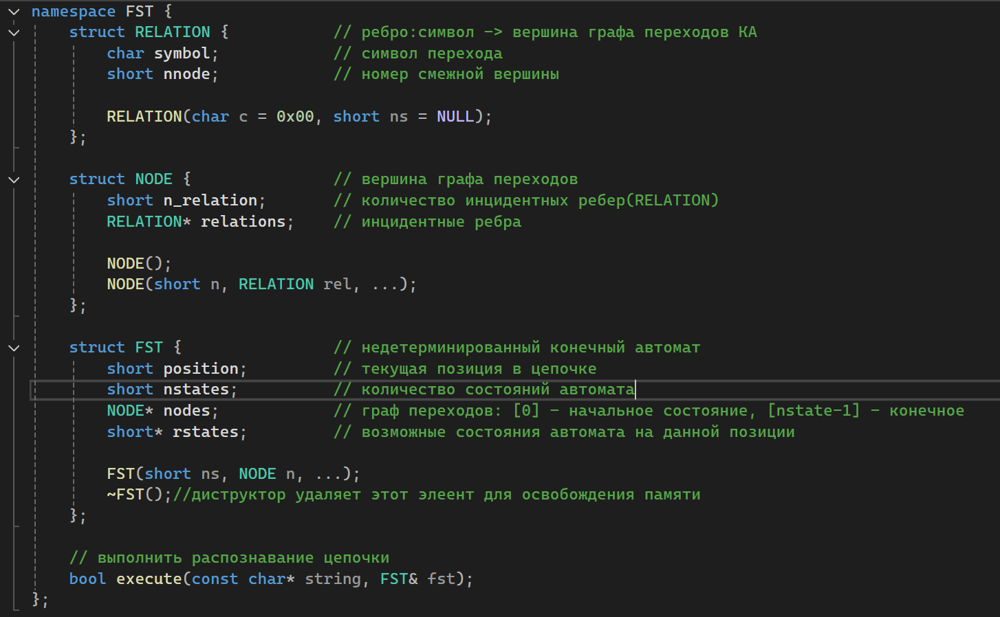 namespace FST {
struct RELATION { // ребро:символ -> вершина графа переходов КА
char symbol; // символ перехода
short nnode; // номер смежной вершины
RELATION(char c = 0x00, short ns = NULL);
};
struct NODE { // вершина графа переходов
short n_relation; // количество инцидентных ребер(RELATION)
RELATION* relations; // инцидентные ребра
NODE();
NODE(short n, RELATION rel, ...);
};
struct FST { // недетерминированный конечный автомат
short position; // текущая позиция в цепочке
short nstates; // количество состояний автомата
NODE* nodes; // граф переходов: [0] - начальное состояние, [nstate-1] - конечное
short* rstates; // возможные состояния автомата на данной позиции
FST(short ns, NODE n, ...);
~FST();//диструктор удаляет этот элеент для освобождения памяти
};
// выполнить распознавание цепочки
bool execute(const char* string, FST& fst);
};